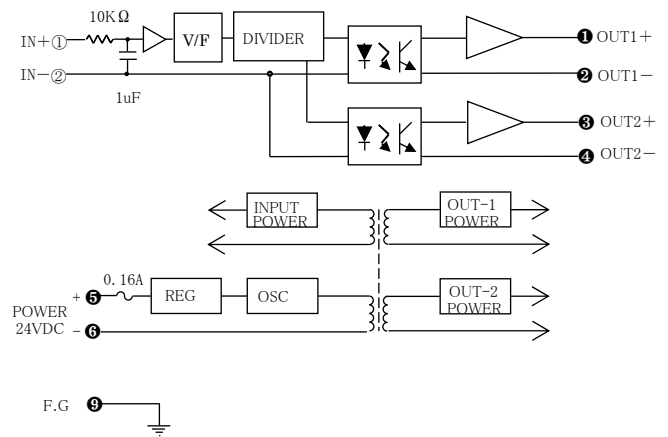 10KΩ
IN+①
V/F
DIVIDER
❶ OUT1+
IN−②
❷ OUT1−
1uF
❸ OUT2+
❹ OUT2−
INPUT
POWER
OUT-1
POWER
0.16A
+ ❺
REG
OSC
OUT-2
POWER
POWER
24VDC - ❻
F.G ❾